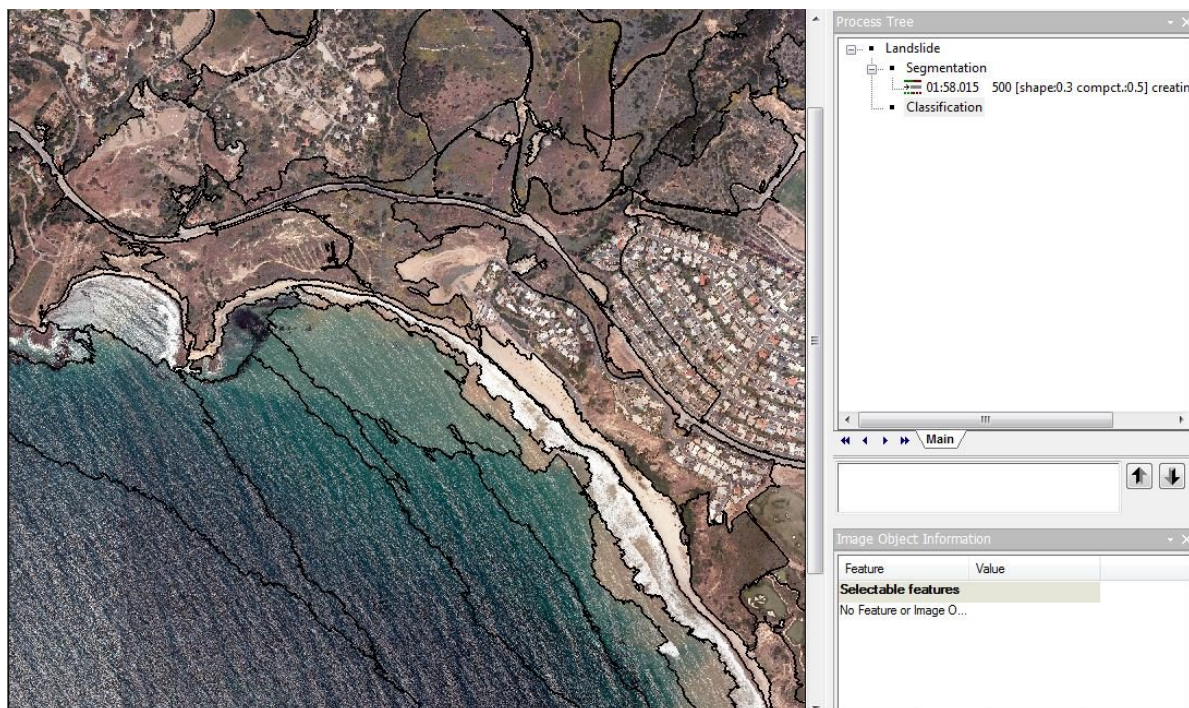 Process Tree
Landslide
Segmentation
01:58.015 500 [shape:0.3 compct.:0.5] creatin
Classification
Main
Image Object Information
Feature Value
Selectable features
No Feature or Image O...